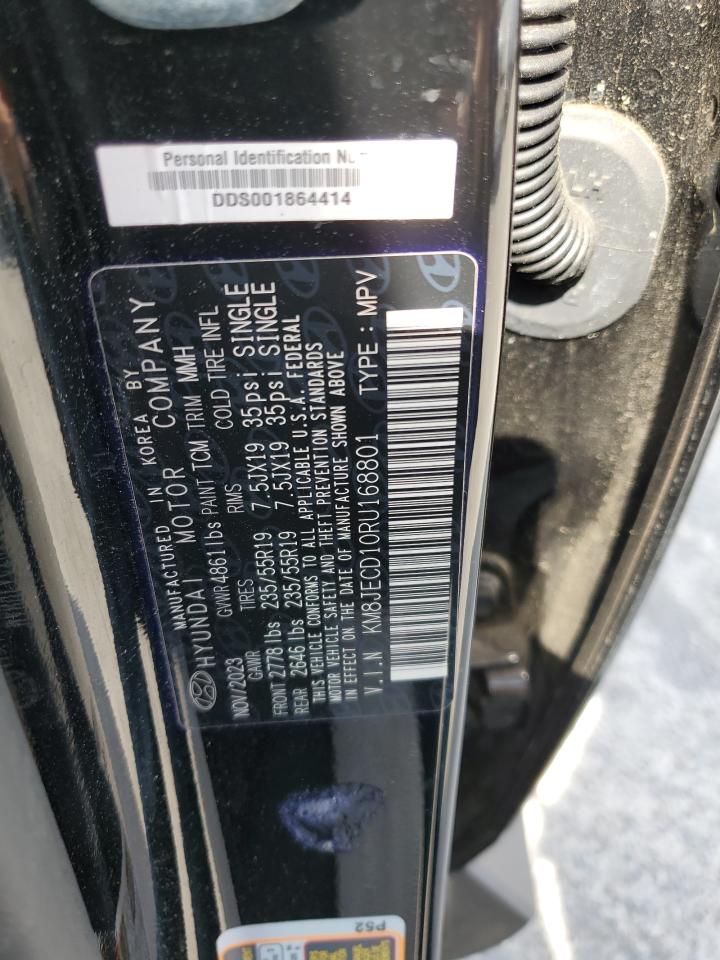 Personal Identification
DDS001864414
MANUFACTURED IN KOREA BY
HYUNDAI MOTOR COMPANY
NOV/2023 GVWR 4861 lbs PAINT TCM TRIM MMH
GAWR TIRES RIMS COLD TIRE INFL
FRONT 2778 lbs 235/55R19 7.5JX19 35psi SINGLE
REAR 2646 lbs 235/55R19 7.5JX19 35psi SINGLE
THIS VEHICLE CONFORMS TO ALL APPLICABLE U.S.A. FEDERAL
MOTOR VEHICLE SAFETY AND THEFT PREVENTION STANDARDS
IN EFFECT ON THE DATE OF MANUFACTURE SHOWN ABOVE
V.I.N KM8JECD10RU168801 TYPE : MPV
P52